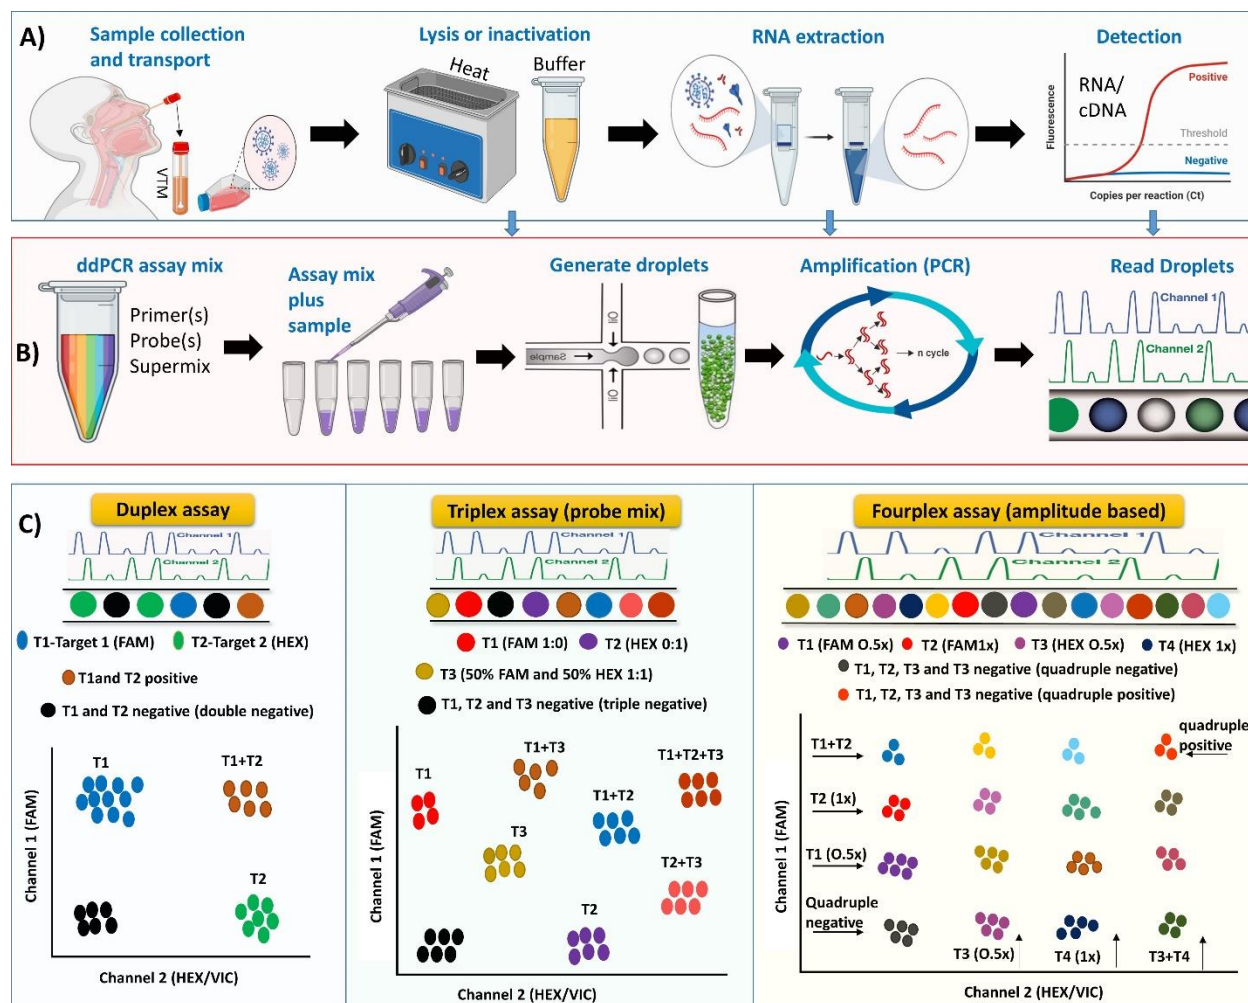 A)
Sample collection
and transport
VTM
Lysis or inactivation
Heat
Buffer
RNA extraction
Detection
Fluorescence
RNA/
cDNA
Positive
Threshold
Negative
Copies per reaction (Ct)
B)
ddPCR assay mix
Primer(s)
Probe(s)
Supermix
Assay mix
plus
sample
Generate droplets
Oil
Sample
Oil
Amplification (PCR)
n cycle
Read Droplets
Channel 1
Channel 2
C)
Duplex assay
Channel 1
Channel 2
T1-Target 1 (FAM)
T2-Target 2 (HEX)
T1and T2 positive
T1 and T2 negative (double negative)
T1
T1+T2
T2
Channel 1 (FAM)
Channel 2 (HEX/VIC)
Triplex assay (probe mix)
Channel 1
Channel 2
T1 (FAM 1:0)
T2 (HEX 0:1)
T3 (50% FAM and 50% HEX 1:1)
T1, T2 and T3 negative (triple negative)
T1+T3
T1+T2+T3
T1
T1+T2
T3
T2+T3
T2
Channel 1 (FAM)
Channel 2 (HEX/VIC)
Fourplex assay (amplitude based)
Channel 1
Channel 2
T1 (FAM O.5x)
T2 (FAM1x)
T3 (HEX O.5x)
T4 (HEX 1x)
T1, T2, T3 and T3 negative (quadruple negative)
T1, T2, T3 and T3 negative (quadruple positive)
quadruple
positive
T1+T2
T2 (1x)
T1 (O.5x)
Quadruple
negative
T3 (O.5x)
T4 (1x)
T3+T4
Channel 1 (FAM)
Channel 2 (HEX/VIC)